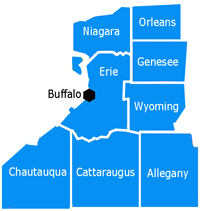 Orleans
Niagara
Genesee
Erie
Buffalo
Wyoming
Chautauqua
Cattaraugus
Allegany